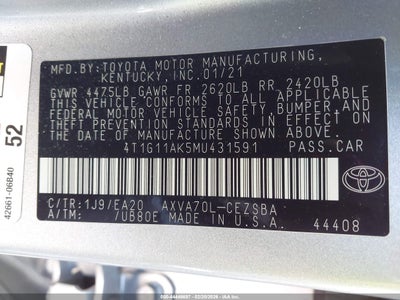 MFD.BY:TOYOTA MOTOR MANUFACTURING,
KENTUCKY, INC. 01/21
GVWR 4475LB GAWR FR 2620LB RR 2420LB
THIS VEHICLE CONFORMS TO ALL APPLICABLE
FEDERAL MOTOR VEHICLE SAFETY, BUMPER, AND
THEFT PREVENTION STANDARDS IN EFFECT ON
THE DATE OF MANUFACTURE SHOWN ABOVE.
4T1G11AK5MU431591 PASS.CAR
C/TR:1J9/EA20 AXVA70L-CEZSBA
A/TM: /UB80E MADE IN U.S.A.
44408
TOYOTA
52
42661-06B40